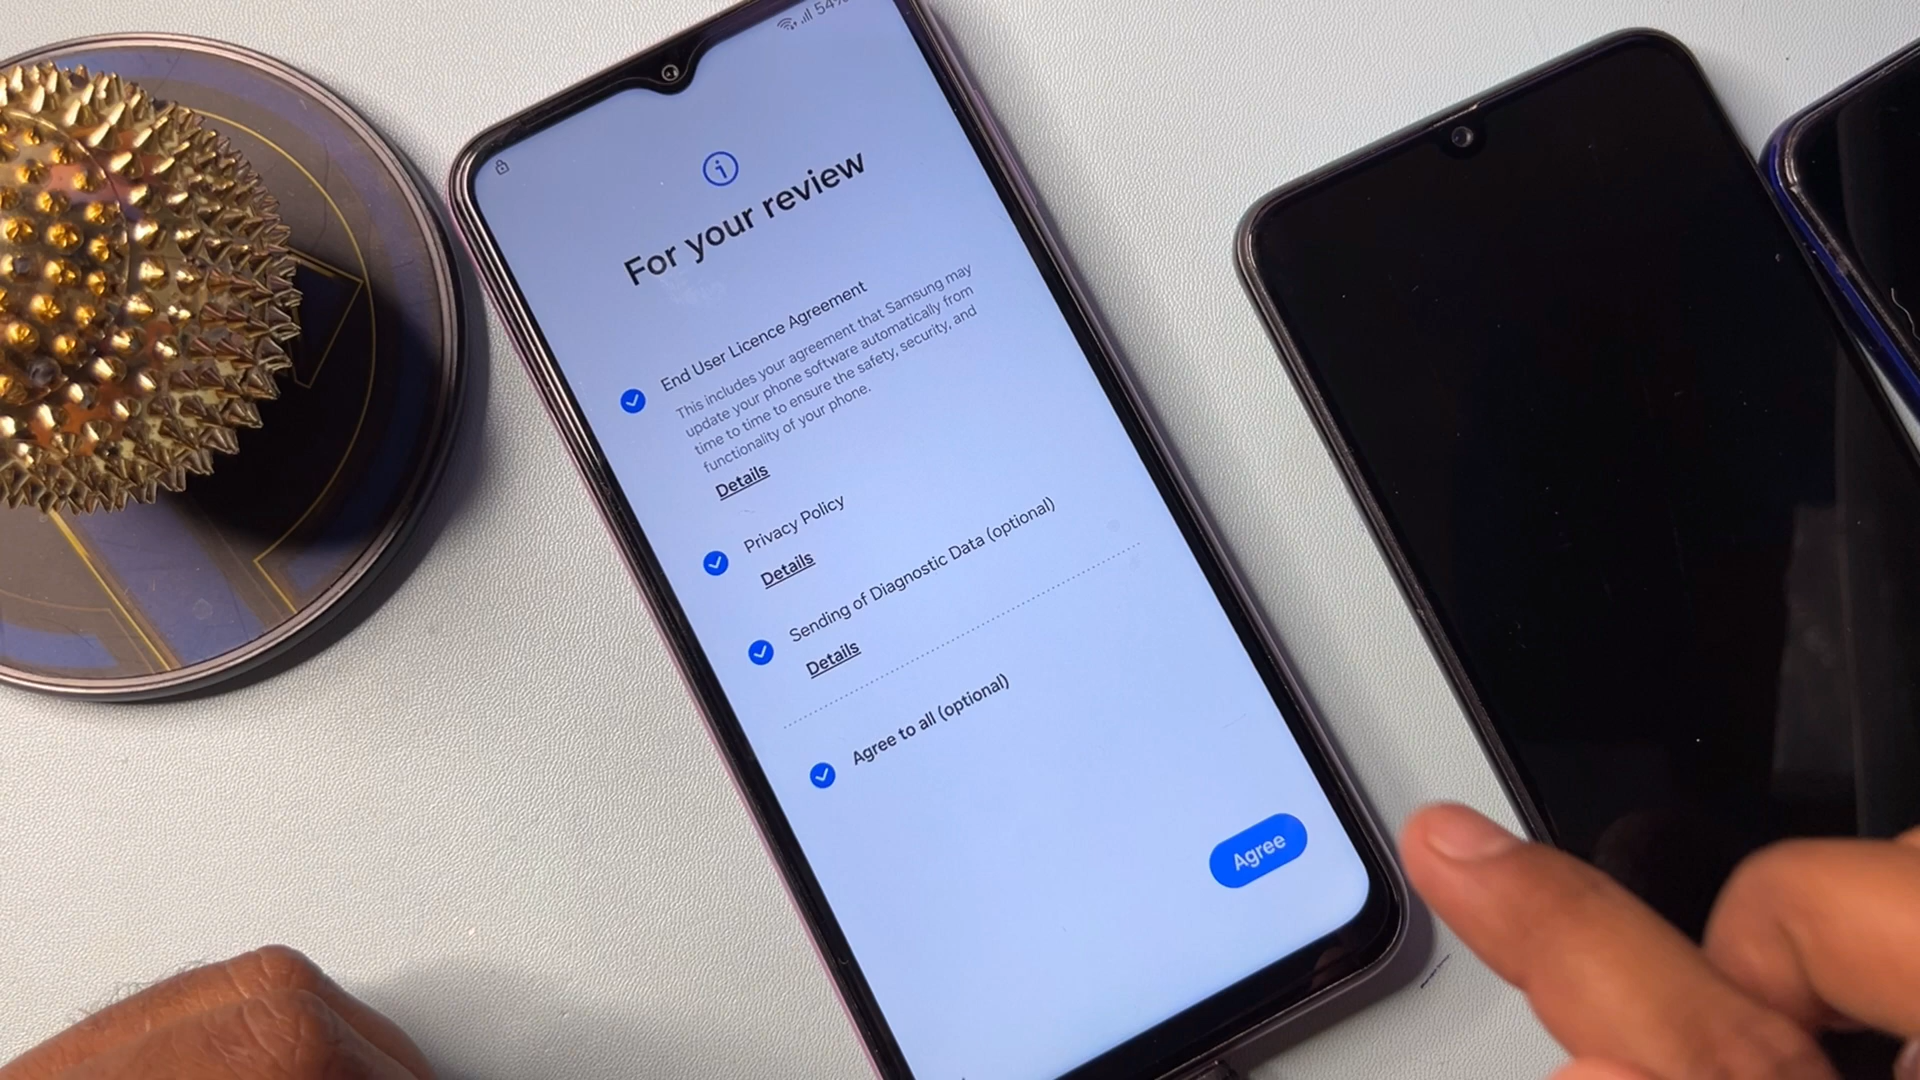 54%
For your review
End User Licence Agreement
This includes your agreement that Samsung may
update your phone software automatically from
time to time to ensure the safety, security, and
functionality of your phone.
Details
Privacy Policy
Details
Sending of Diagnostic Data (optional)
Details
Agree to all (optional)
Agree